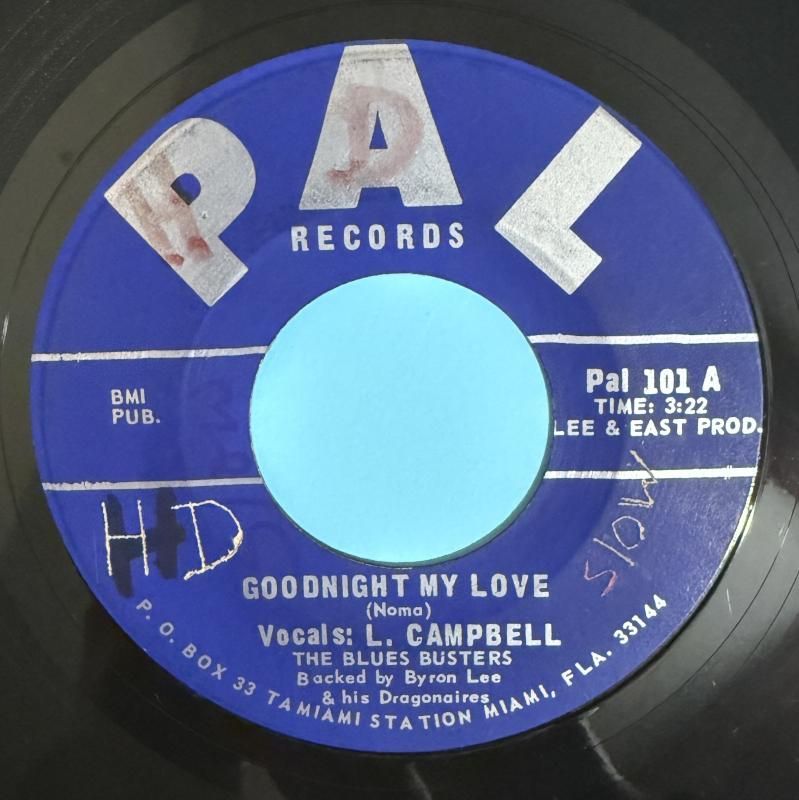 PAL
RECORDS
BMI
PUB.
Pal 101 A
TIME: 3:22
LEE & EAST PROD.
HD
SLOW
GOODNIGHT MY LOVE
(Noma)
Vocals: L. CAMPBELL
THE BLUES BUSTERS
Backed by Byron Lee
& his Dragonaires
P. O. BOX 33 TAMIAMI STATION MIAMI, FLA. 33144